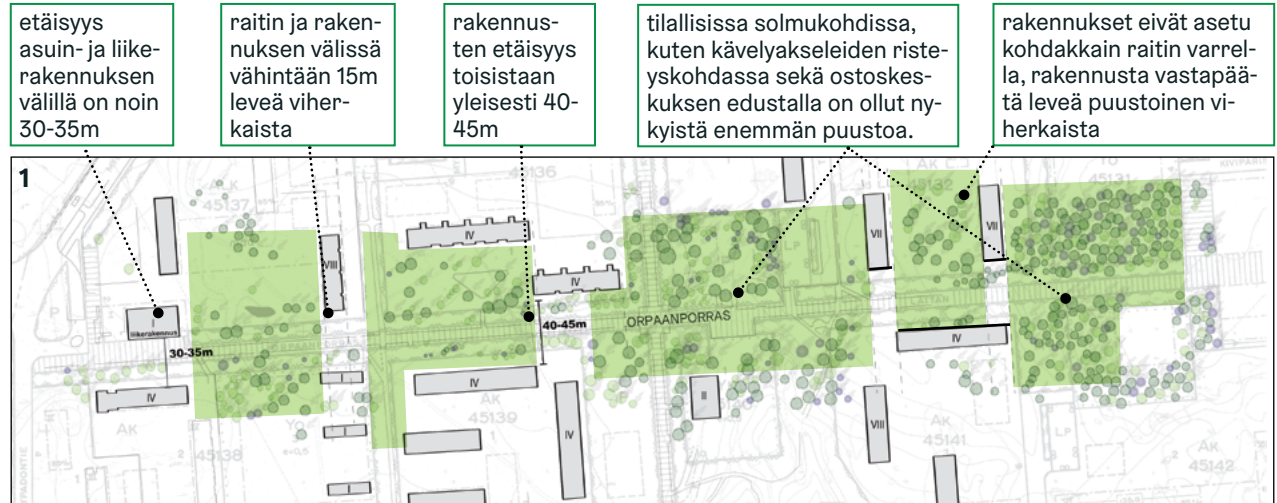 etäisyys
asuin- ja liike-
rakennuksen
välillä on noin
30-35m
raitin ja raken-
nuksen välissä
vähintään 15m
leveä viher-
kaista
rakennus-
ten etäisyys
toisistaan
yleisesti 40-
45m
tilallisissa solmukohdissa,
kuten kävelyakseleiden riste-
yskohdassa sekä ostoskes-
kuksen edustalla on ollut ny-
kyistä enemmän puustoa.
rakennukset eivät asetu
kohdakkain raitin varrel-
la, rakennusta vastapää-
tä leveä puustoinen vi-
herkaista
1
45137
45136
45132
45131
IV
VIII
VII
VII
IV
liikerakennus
40-45m
ORPAANPORRAS
30-35m
IV
IV
IV
II
VIII
IV
AK
45138
AK
45139
1
AK
45141
AK
45142
LP